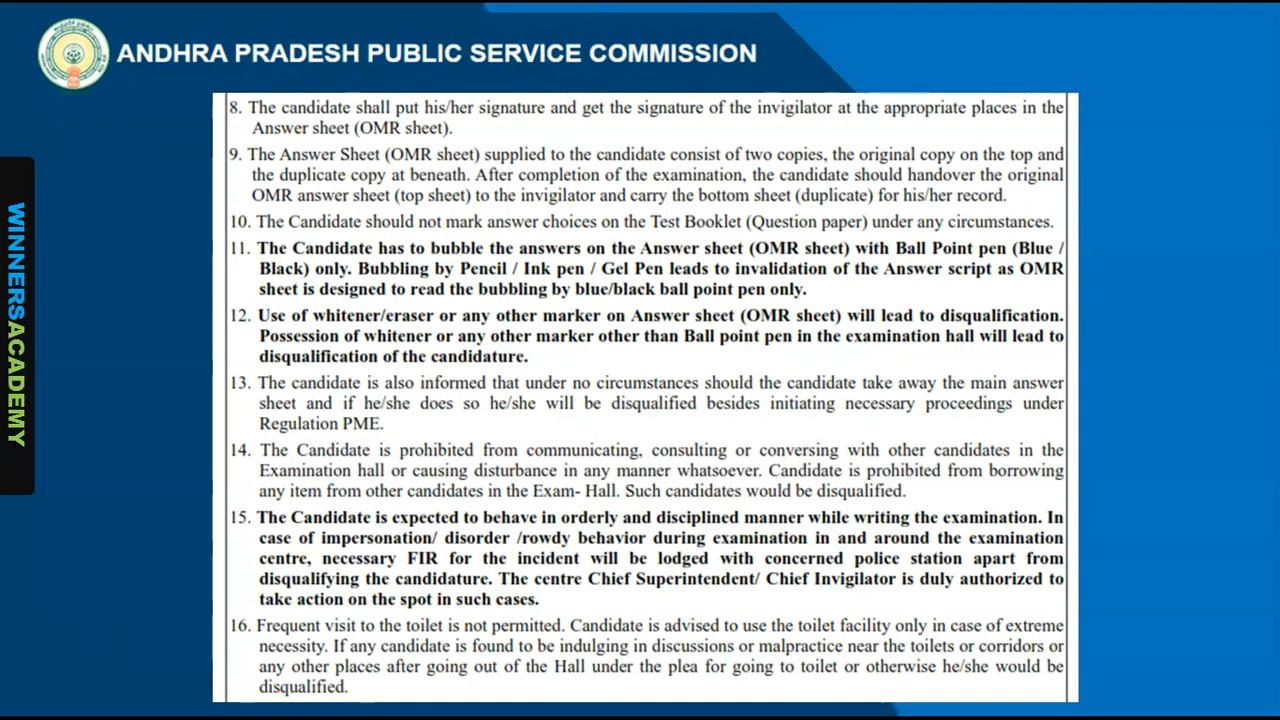 ANDHRA PRADESH PUBLIC SERVICE COMMISSION
8. The candidate shall put his/her signature and get the signature of the invigilator at the appropriate places in the
Answer sheet (OMR sheet).
9. The Answer Sheet (OMR sheet) supplied to the candidate consist of two copies, the original copy on the top and
the duplicate copy at beneath. After completion of the examination, the candidate should handover the original
OMR answer sheet (top sheet) to the invigilator and carry the bottom sheet (duplicate) for his/her record.
10. The Candidate should not mark answer choices on the Test Booklet (Question paper) under any circumstances.
11. The Candidate has to bubble the answers on the Answer sheet (OMR sheet) with Ball Point pen (Blue /
Black) only. Bubbling by Pencil / Ink pen / Gel Pen leads to invalidation of the Answer script as OMR
sheet is designed to read the bubbling by blue/black ball point pen only.
12. Use of whitener/eraser or any other marker on Answer sheet (OMR sheet) will lead to disqualification.
Possession of whitener or any other marker other than Ball point pen in the examination hall will lead to
disqualification of the candidature.
13. The candidate is also informed that under no circumstances should the candidate take away the main answer
sheet and if he/she does so he/she will be disqualified besides initiating necessary proceedings under
Regulation PME.
14. The Candidate is prohibited from communicating, consulting or conversing with other candidates in the
Examination hall or causing disturbance in any manner whatsoever. Candidate is prohibited from borrowing
any item from other candidates in the Exam- Hall. Such candidates would be disqualified.
15. The Candidate is expected to behave in orderly and disciplined manner while writing the examination. In
case of impersonation/ disorder /rowdy behavior during examination in and around the examination
centre, necessary FIR for the incident will be lodged with concerned police station apart from
disqualifying the candidature. The centre Chief Superintendent/ Chief Invigilator is duly authorized to
take action on the spot in such cases.
16. Frequent visit to the toilet is not permitted. Candidate is advised to use the toilet facility only in case of extreme
necessity. If any candidate is found to be indulging in discussions or malpractice near the toilets or corridors or
any other places after going out of the Hall under the plea for going to toilet or otherwise he/she would be
disqualified.
WINNERSACADEMY